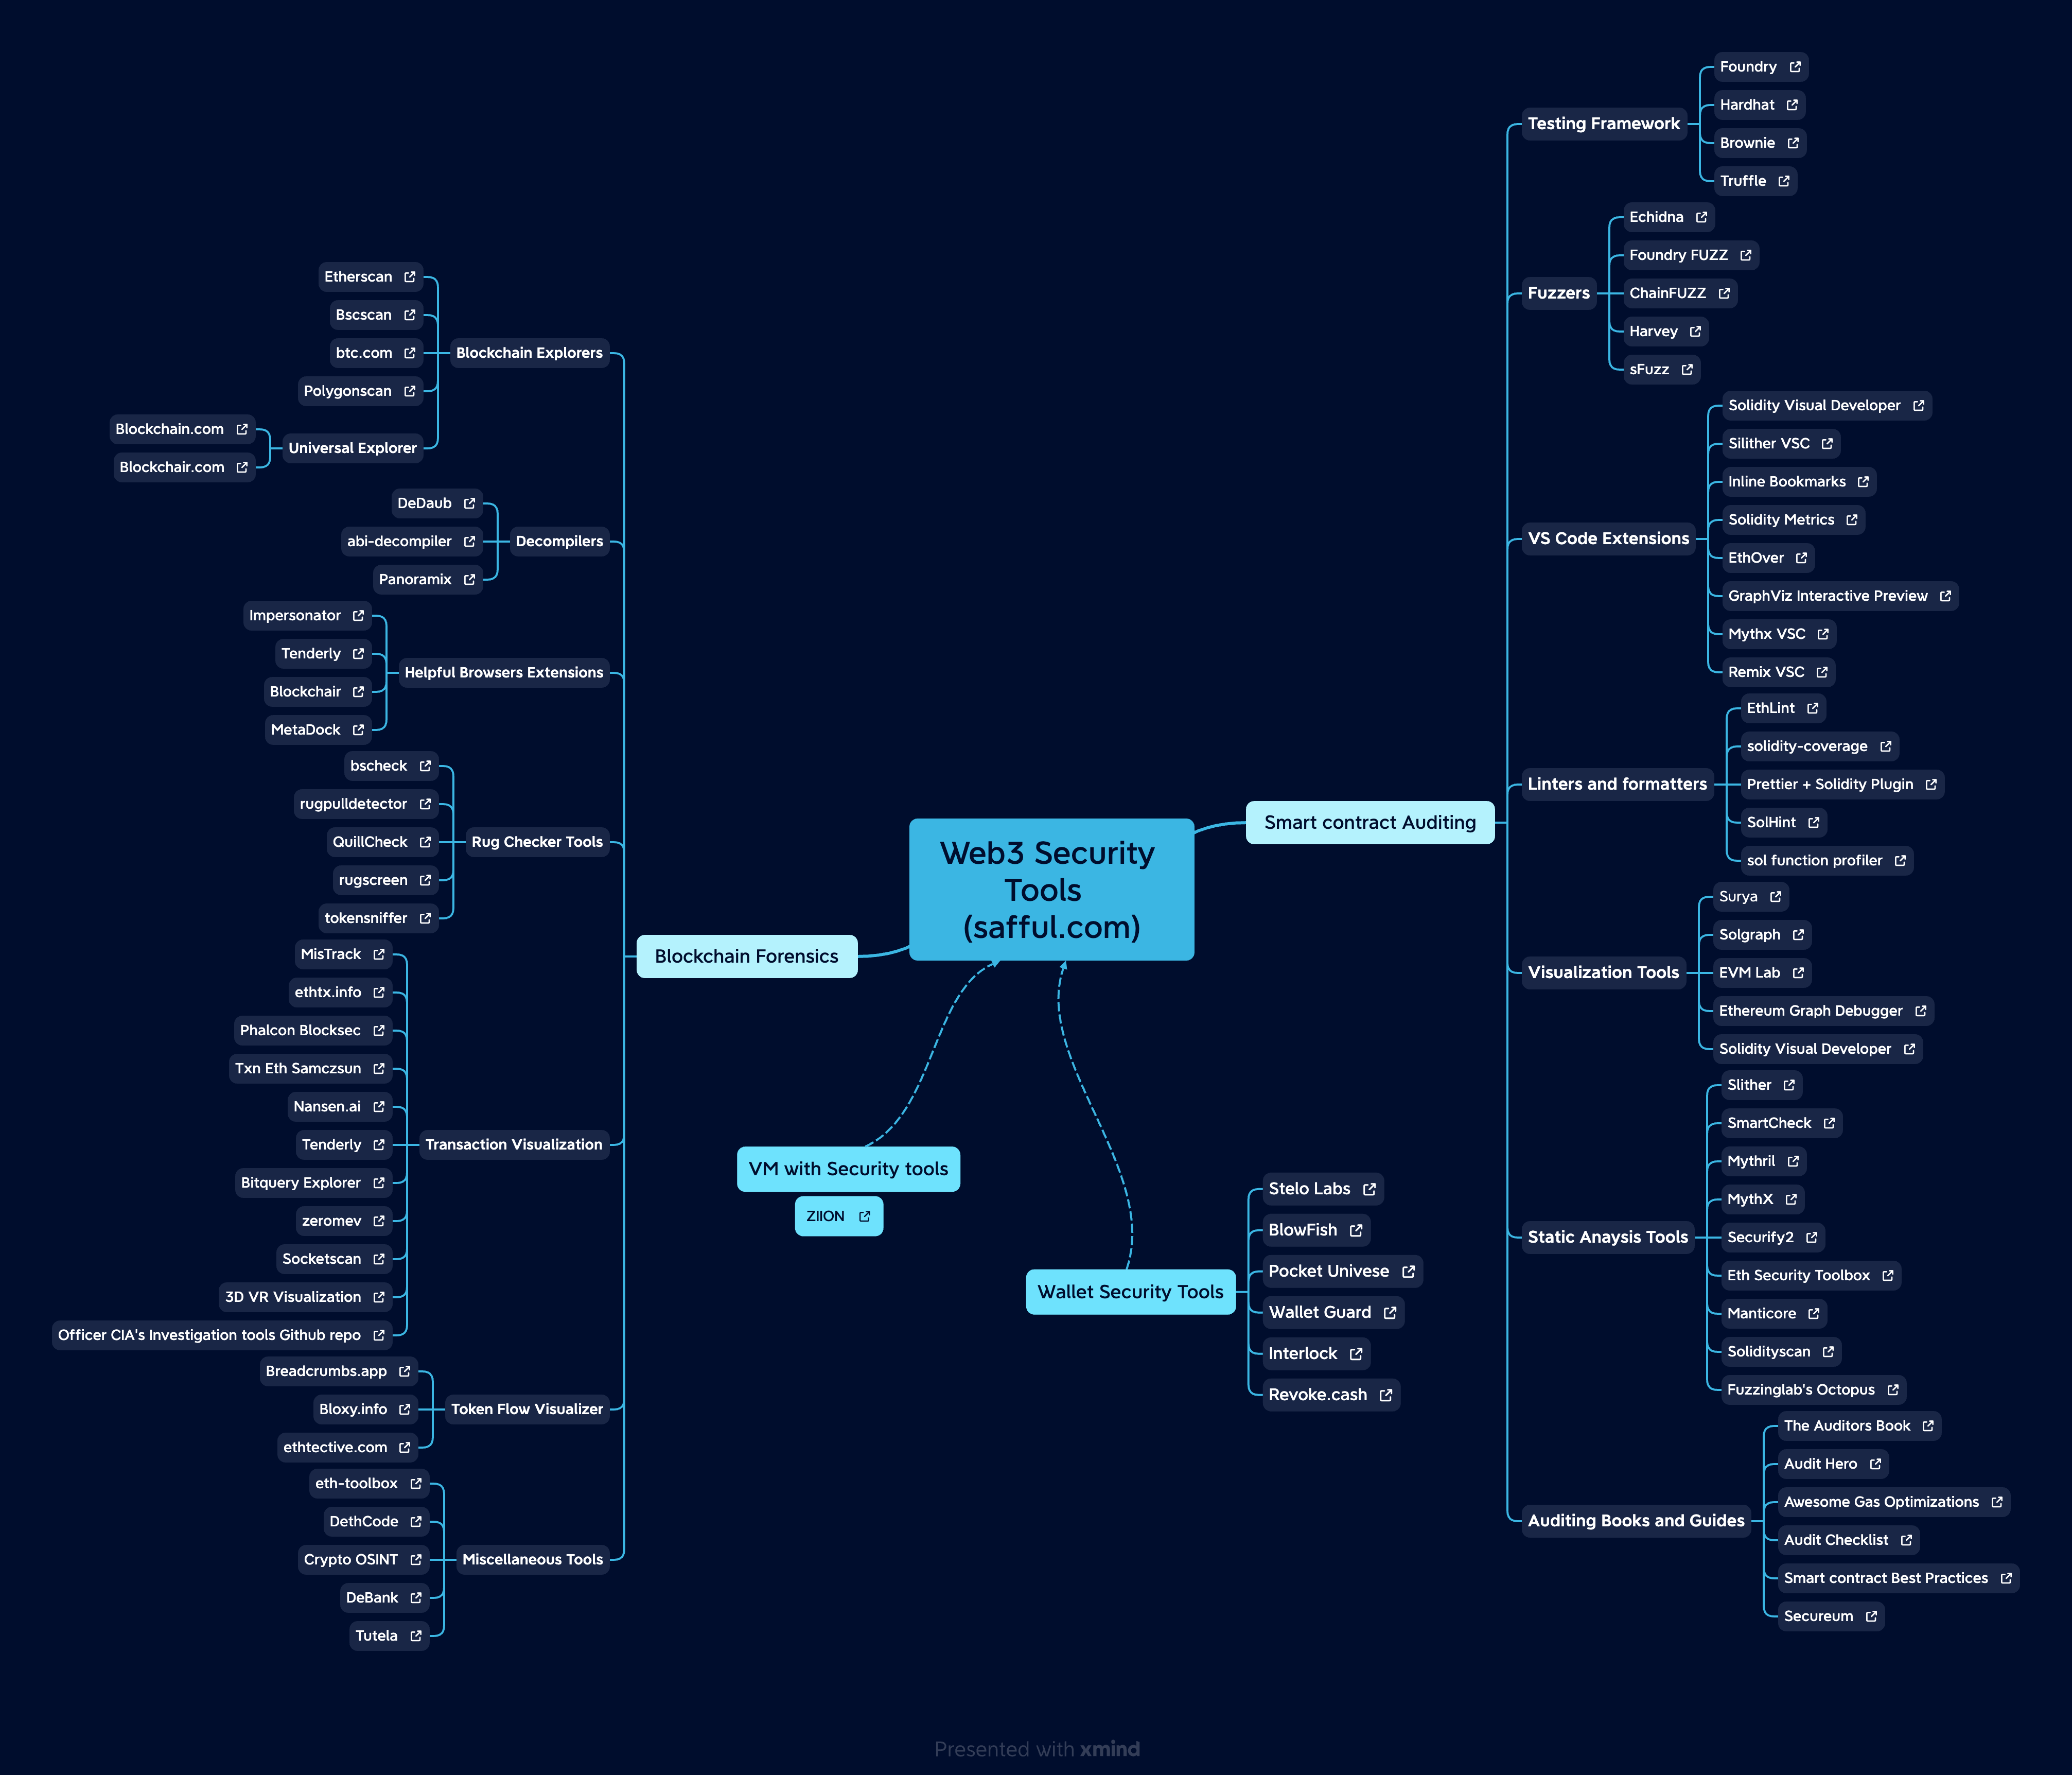 Web3 Security
Tools
(safful.com)
Smart contract Auditing
Testing Framework
Foundry
Hardhat
Brownie
Truffle
Fuzzers
Echidna
Foundry FUZZ
ChainFUZZ
Harvey
sFuzz
VS Code Extensions
Solidity Visual Developer
Silither VSC
Inline Bookmarks
Solidity Metrics
EthOver
GraphViz Interactive Preview
Mythx VSC
Remix VSC
Linters and formatters
EthLint
solidity-coverage
Prettier + Solidity Plugin
SolHint
sol function profiler
Visualization Tools
Surya
Solgraph
EVM Lab
Ethereum Graph Debugger
Solidity Visual Developer
Static Anaysis Tools
Slither
SmartCheck
Mythril
MythX
Securify2
Eth Security Toolbox
Manticore
Solidityscan
Fuzzinglab's Octopus
Auditing Books and Guides
The Auditors Book
Audit Hero
Awesome Gas Optimizations
Audit Checklist
Smart contract Best Practices
Secureum
Blockchain Forensics
Blockchain Explorers
Etherscan
Bscscan
btc.com
Polygonscan
Universal Explorer
Blockchain.com
Blockchair.com
Decompilers
DeDaub
abi-decompiler
Panoramix
Helpful Browsers Extensions
Impersonator
Tenderly
Blockchair
MetaDock
Rug Checker Tools
bscheck
rugpulldetector
QuillCheck
rugscreen
tokensniffer
Transaction Visualization
MisTrack
ethtx.info
Phalcon Blocksec
Txn Eth Samczsun
Nansen.ai
Tenderly
Bitquery Explorer
zeromev
Socketscan
3D VR Visualization
Officer CIA's Investigation tools Github repo
Token Flow Visualizer
Breadcrumbs.app
Bloxy.info
ethtective.com
Miscellaneous Tools
eth-toolbox
DethCode
Crypto OSINT
DeBank
Tutela
VM with Security tools
ZIION
Wallet Security Tools
Stelo Labs
BlowFish
Pocket Univese
Wallet Guard
Interlock
Revoke.cash
Presented with xmind